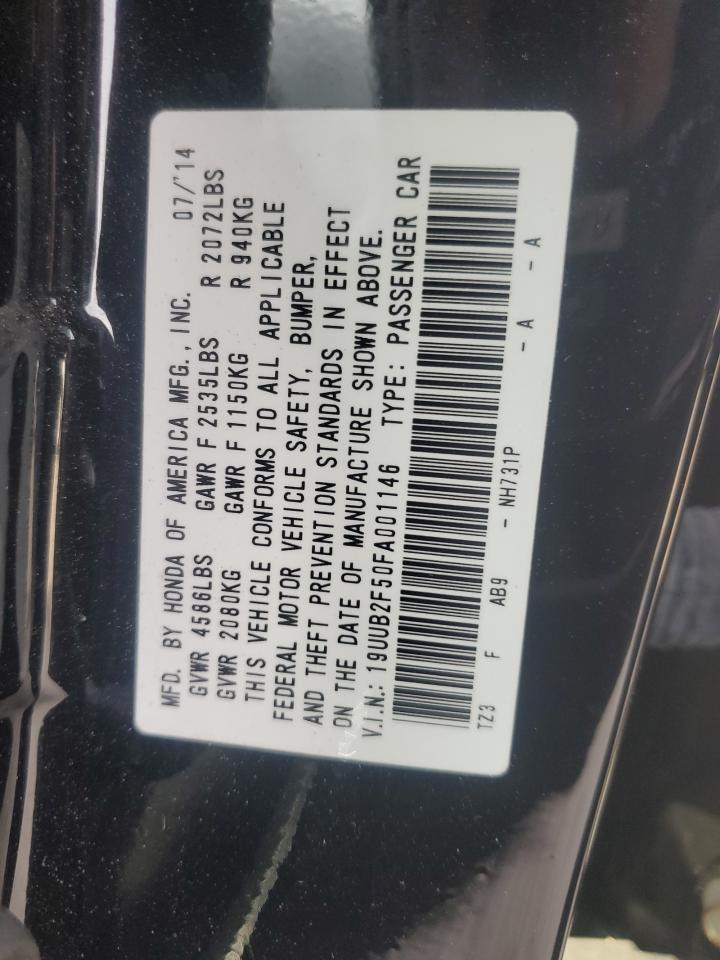 MFD. BY HONDA OF AMERICA MFG., INC. 07/'14
GVWR 4586LBS GAWR F 2535LBS R 2072LBS
GVWR 2080KG GAWR F 1150KG R 940KG
THIS VEHICLE CONFORMS TO ALL APPLICABLE
FEDERAL MOTOR VEHICLE SAFETY, BUMPER,
AND THEFT PREVENTION STANDARDS IN EFFECT
ON THE DATE OF MANUFACTURE SHOWN ABOVE.
V.I.N.: 19UUB2F50FA001146 TYPE: PASSENGER CAR
TZ3 F AB9 - NH731P - A - A